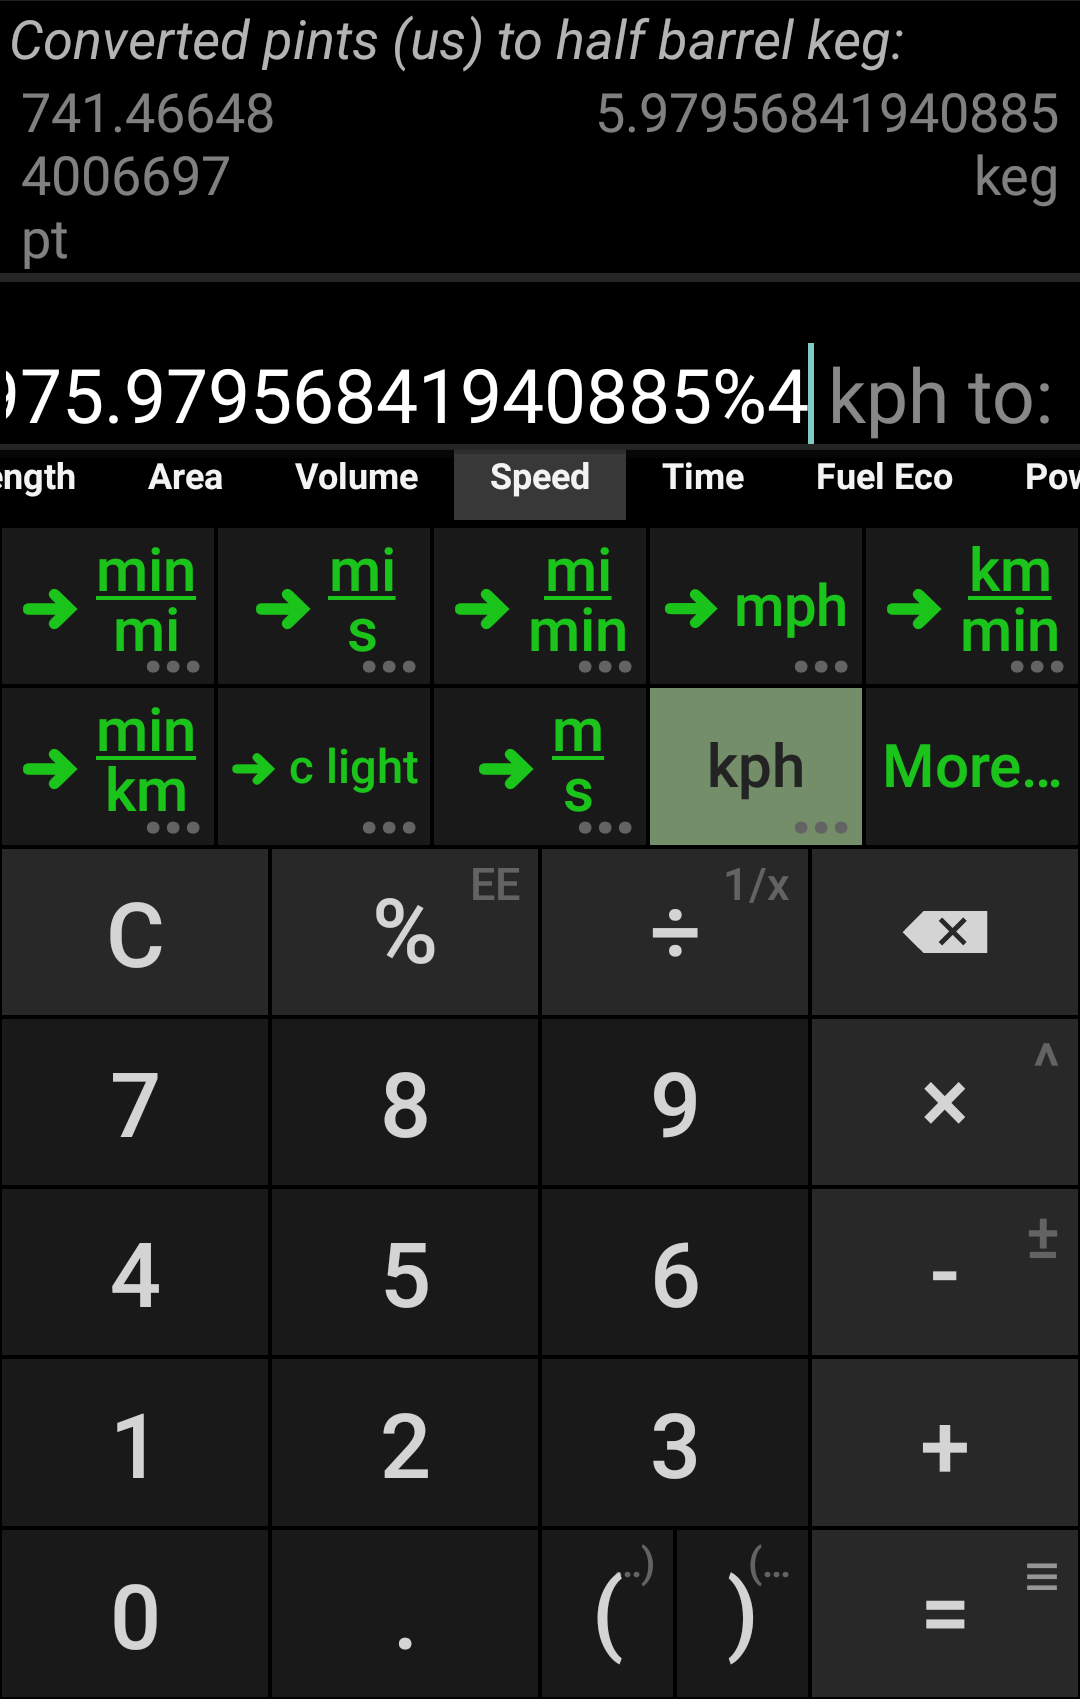 Converted pints (us) to half barrel keg:
741.46648 5.97956841940885
4006697 keg
pt
975.97956841940885%4 kph to:
ength Area Volume Speed Time Fuel Eco Pow
➔ min/mi ➔ mi/s ➔ mi/min ➔ mph ➔ km/min
➔ min/km ➔ c light ➔ m/s kph More...
C % EE ÷ 1/x
7 8 9 × ^
4 5 6 - ±
1 2 3 +
0 . ( ..) ) (... = ≡